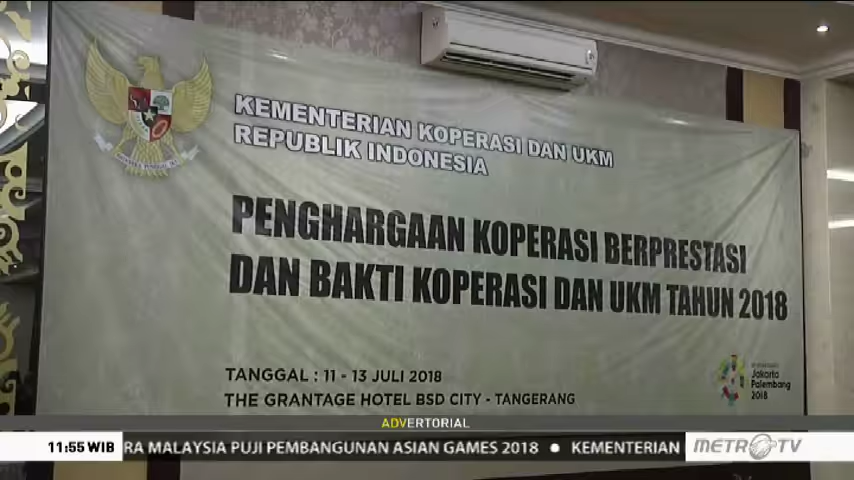 KEMENTERIAN KOPERASI DAN UKM
REPUBLIK INDONESIA
PENGHARGAAN KOPERASI BERPRESTASI
DAN BAKTI KOPERASI DAN UKM TAHUN 2018
TANGGAL : 11 - 13 JULI 2018
THE GRANTAGE HOTEL BSD CITY - TANGERANG
Jakarta
Palembang
2018
ADVERTORIAL
11:55 WIB RA MALAYSIA PUJI PEMBANGUNAN ASIAN GAMES 2018 ● KEMENTERIAN METRO TV